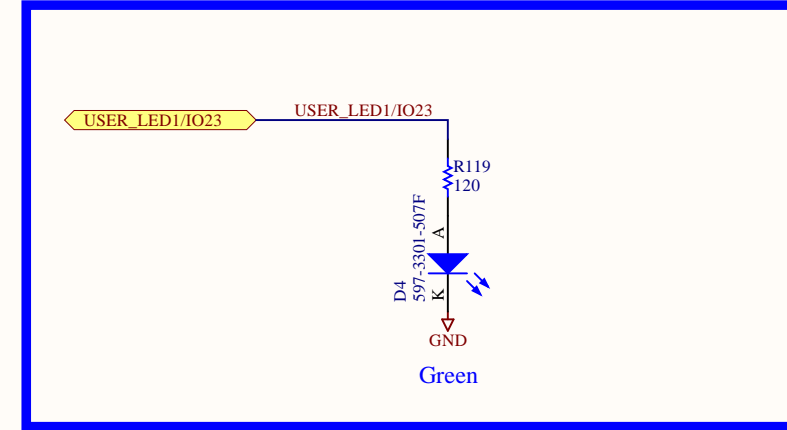 USER_LED1/IO23
USER_LED1/IO23
R119
120
A
D4
597-3301-507F
K
GND
Green